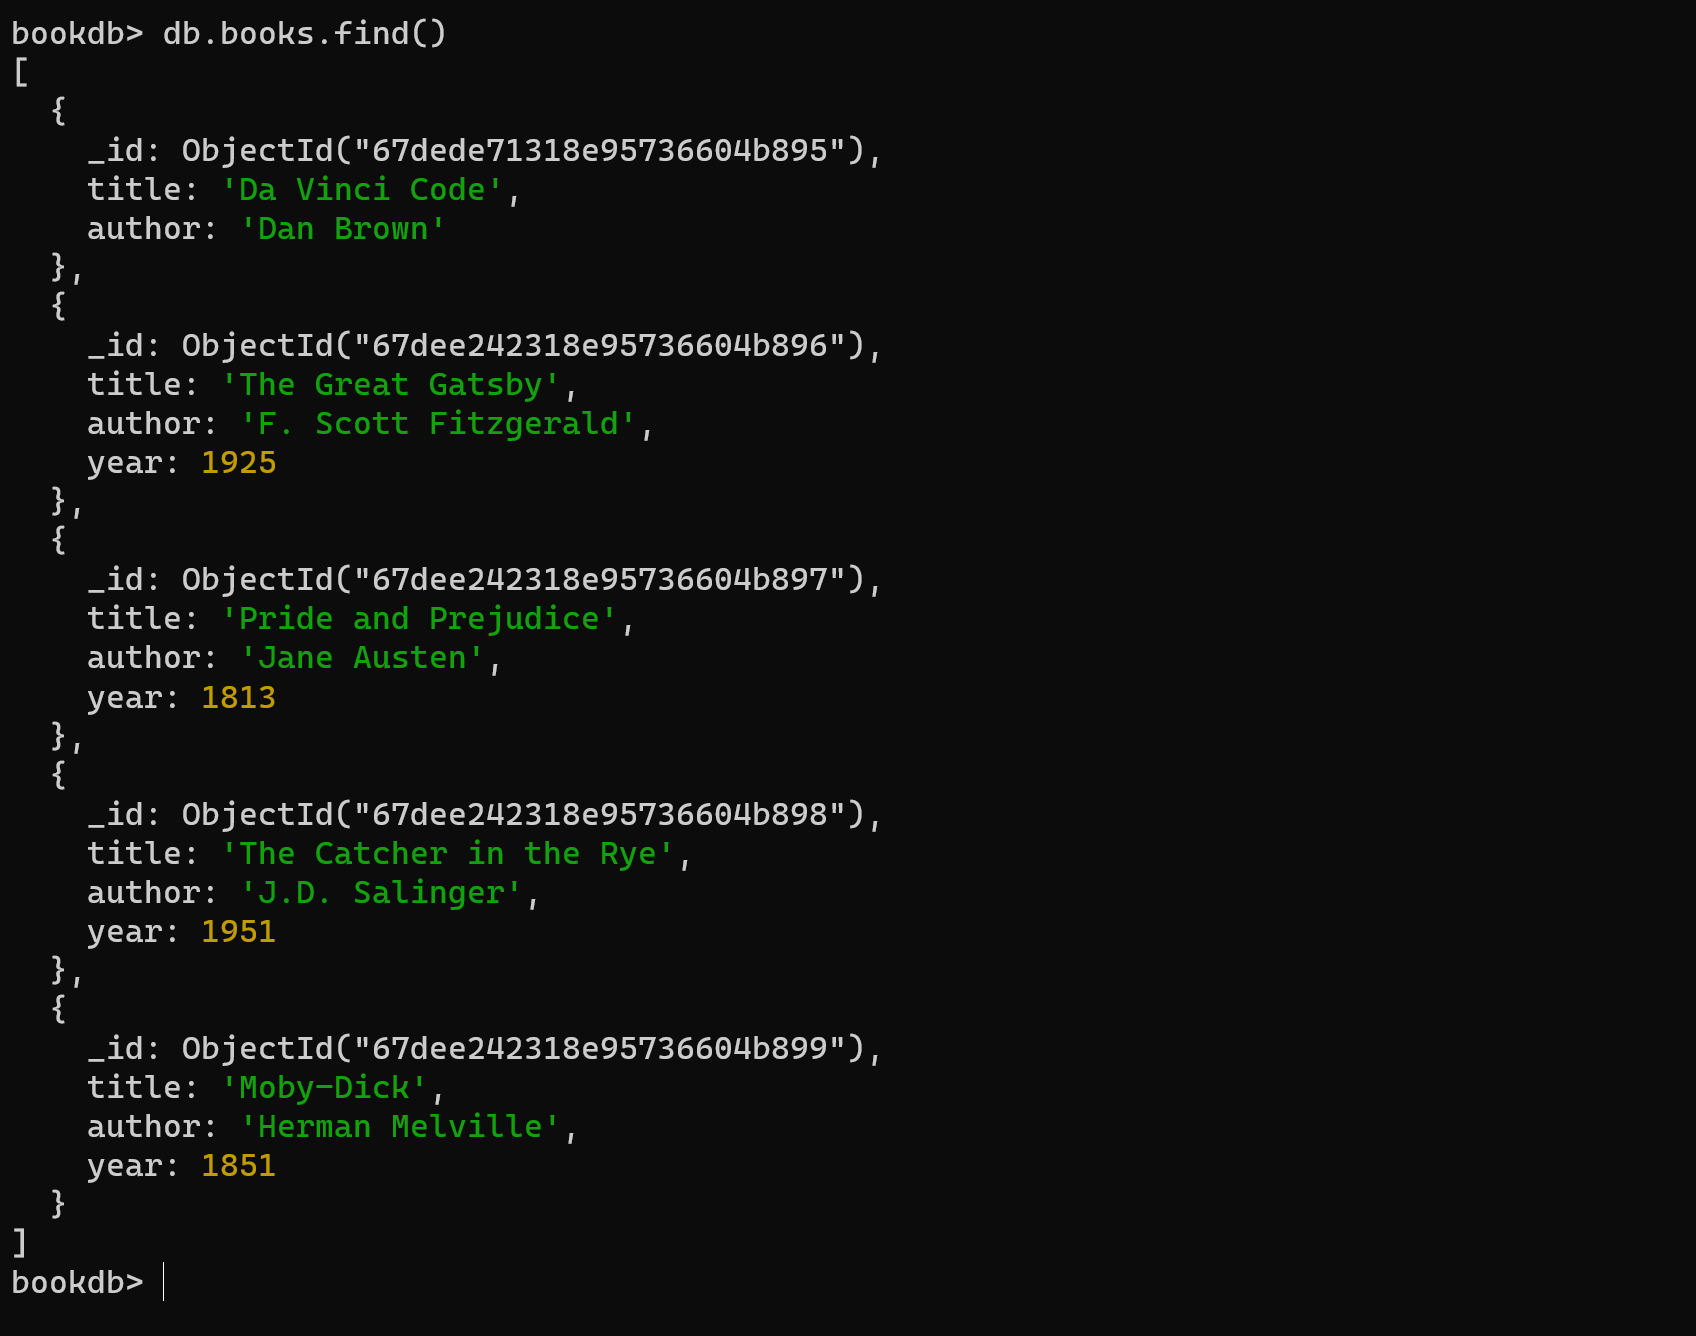 bookdb> db.books.find()
[
  {
    _id: ObjectId("67dede71318e95736604b895"),
    title: 'Da Vinci Code',
    author: 'Dan Brown'
  },
  {
    _id: ObjectId("67dee242318e95736604b896"),
    title: 'The Great Gatsby',
    author: 'F. Scott Fitzgerald',
    year: 1925
  },
  {
    _id: ObjectId("67dee242318e95736604b897"),
    title: 'Pride and Prejudice',
    author: 'Jane Austen',
    year: 1813
  },
  {
    _id: ObjectId("67dee242318e95736604b898"),
    title: 'The Catcher in the Rye',
    author: 'J.D. Salinger',
    year: 1951
  },
  {
    _id: ObjectId("67dee242318e95736604b899"),
    title: 'Moby-Dick',
    author: 'Herman Melville',
    year: 1851
  }
]
bookdb>